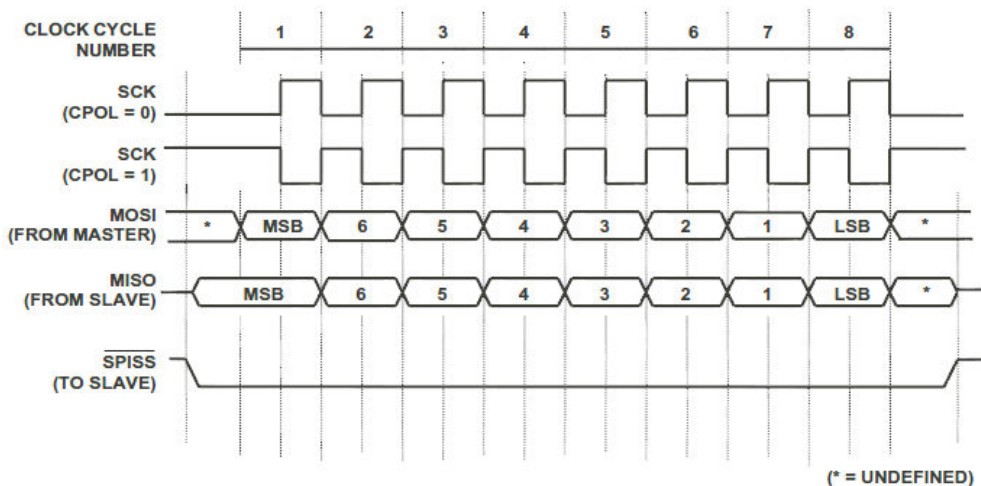 CLOCK CYCLE
NUMBER
1 2 3 4 5 6 7 8
SCK
(CPOL = 0)
SCK
(CPOL = 1)
MOSI
(FROM MASTER)
* MSB 6 5 4 3 2 1 LSB *
MISO
(FROM SLAVE)
MSB 6 5 4 3 2 1 LSB *
SPISS
(TO SLAVE)
(* = UNDEFINED)